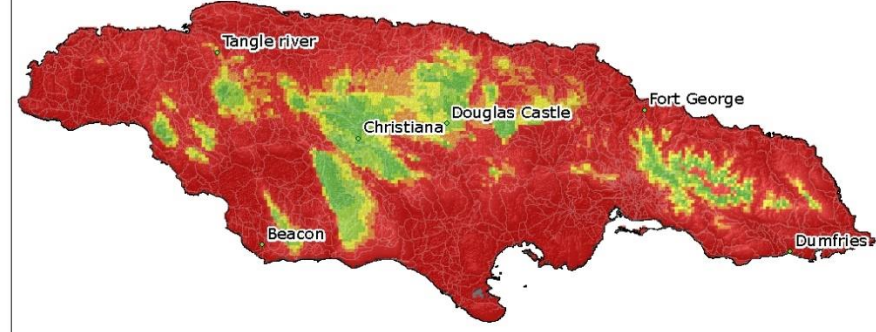 Tangle river
Fort George
Douglas Castle
Christiana
Beacon
Dumfries